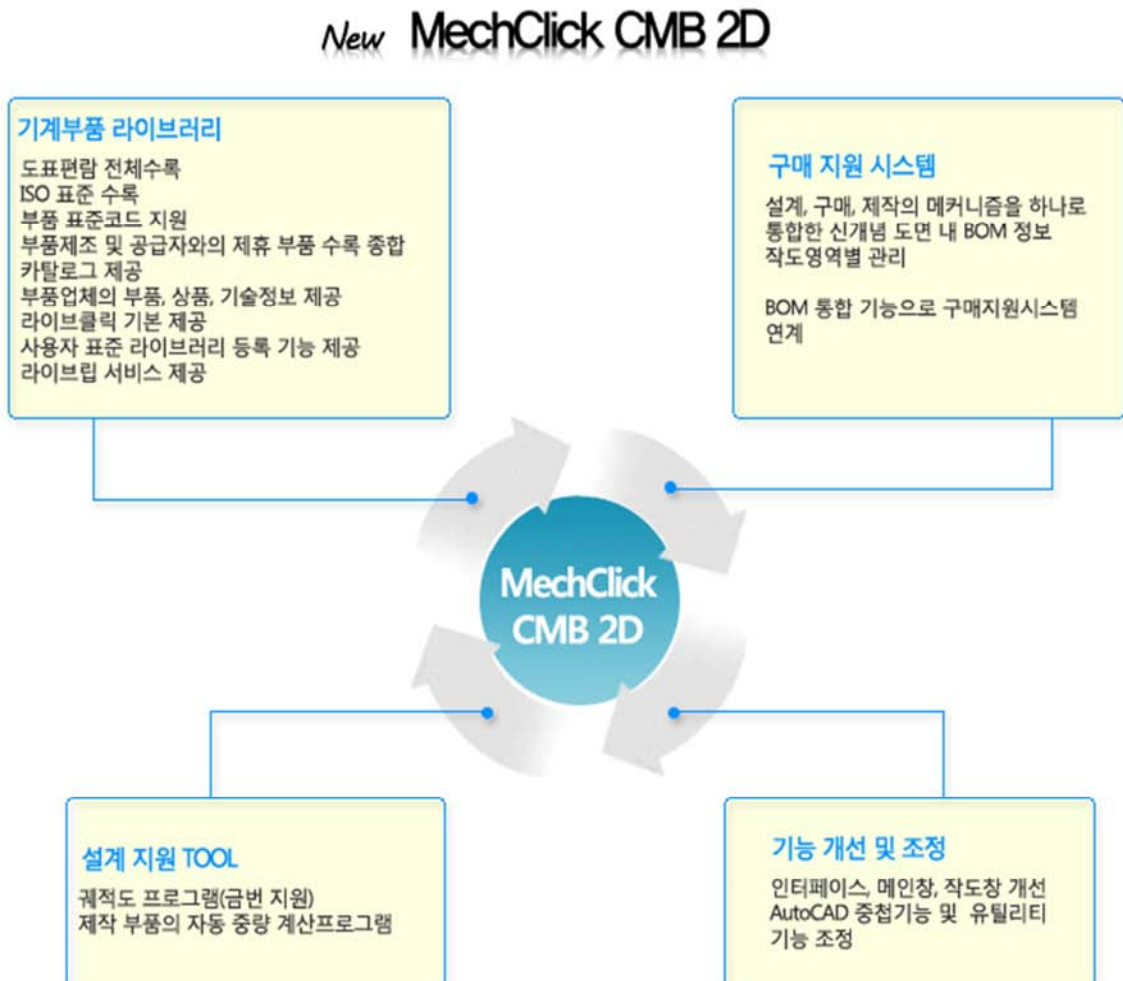 New MechClick CMB 2D
기계부품 라이브러리
도표편람 전체수록
ISO 표준 수록
부품 표준코드 지원
부품제조 및 공급자와의 제휴 부품 수록 종합
카탈로그 제공
부품업체의 부품, 상품, 기술정보 제공
라이브클릭 기본 제공
사용자 표준 라이브러리 등록 기능 제공
라이브립 서비스 제공
구매 지원 시스템
설계, 구매, 제작의 메커니즘을 하나로
통합한 신개념 도면 내 BOM 정보
작도영역별 관리
BOM 통합 기능으로 구매지원시스템
연계
MechClick
CMB 2D
설계 지원 TOOL
궤적도 프로그램(금번 지원)
제작 부품의 자동 중량 계산프로그램
기능 개선 및 조정
인터페이스, 메인창, 작도창 개선
AutoCAD 중첩기능 및 유틸리티
기능 조정